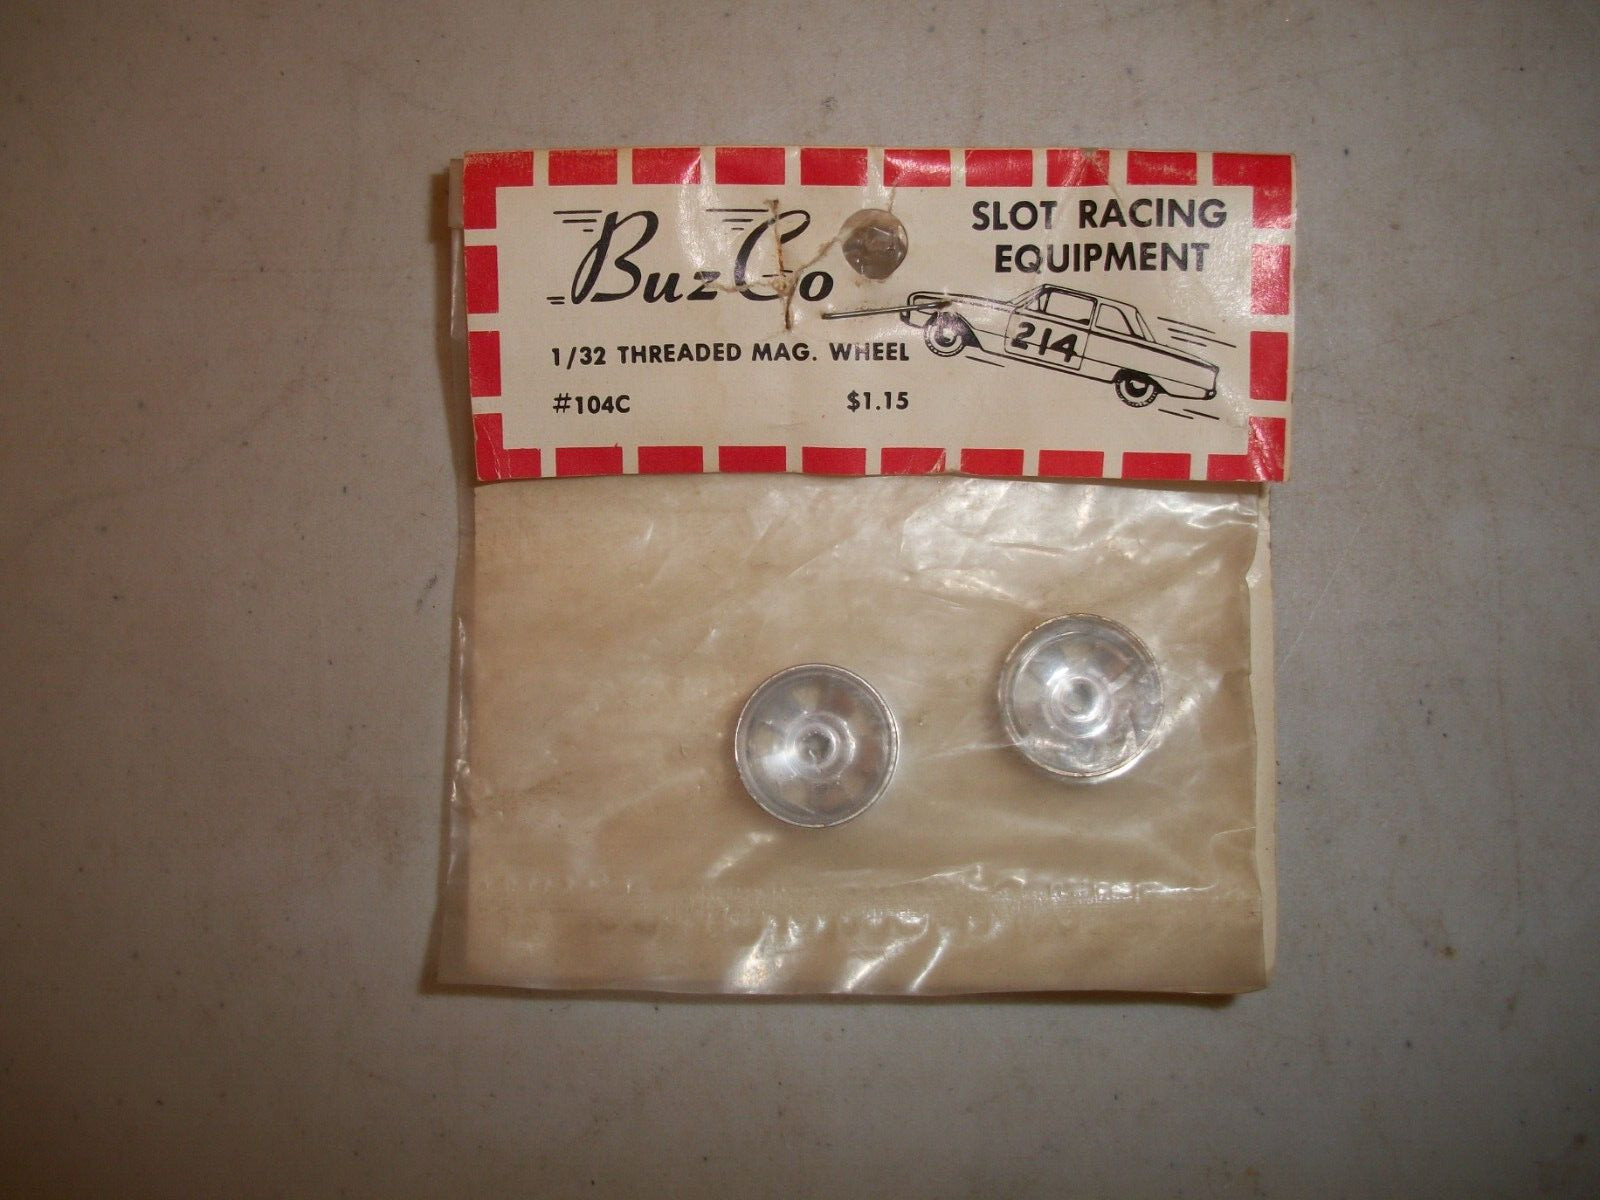 BuzCo
SLOT RACING
EQUIPMENT
214
1/32 THREADED MAG. WHEEL
#104C $1.15